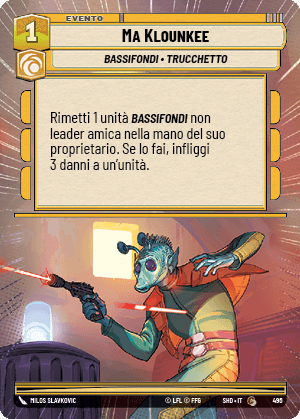 EVENTO
1
MA KLOUNKEE
BASSIFONDI • TRUCCHETTO
Rimetti 1 unità BASSIFONDI non
leader amica nella mano del suo
proprietario. Se lo fai, infliggi
3 danni a un'unità.
MILOS SLAVKOVIC © LFL © FFG SHD • IT 496